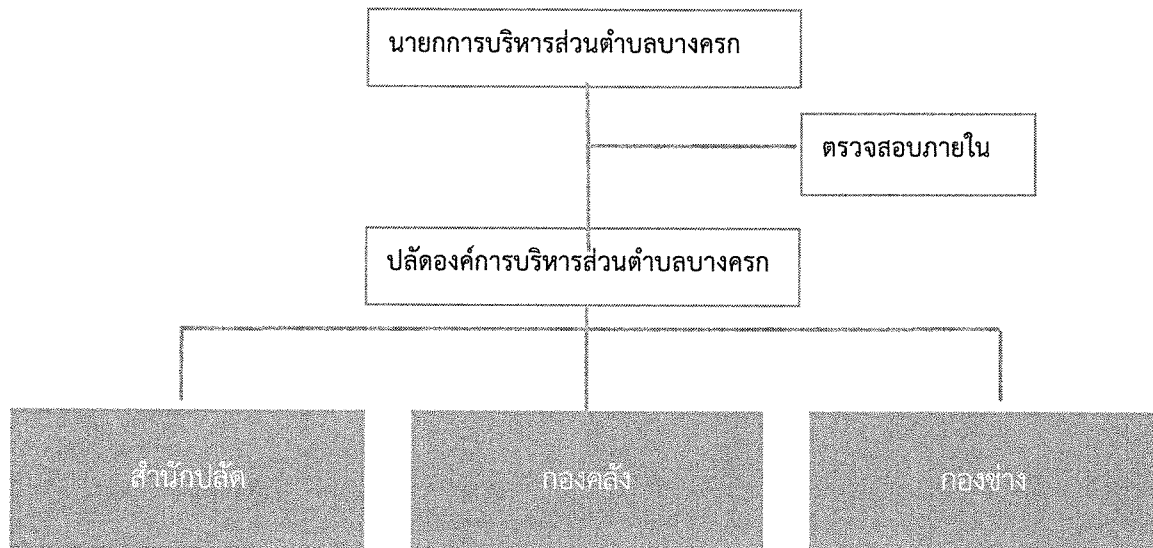 นายกการบริหารส่วนตำบลบางครก
ตรวจสอบภายใน
ปลัดองค์การบริหารส่วนตำบลบางครก
สำนักปลัด
กองคลัง
กองช่าง